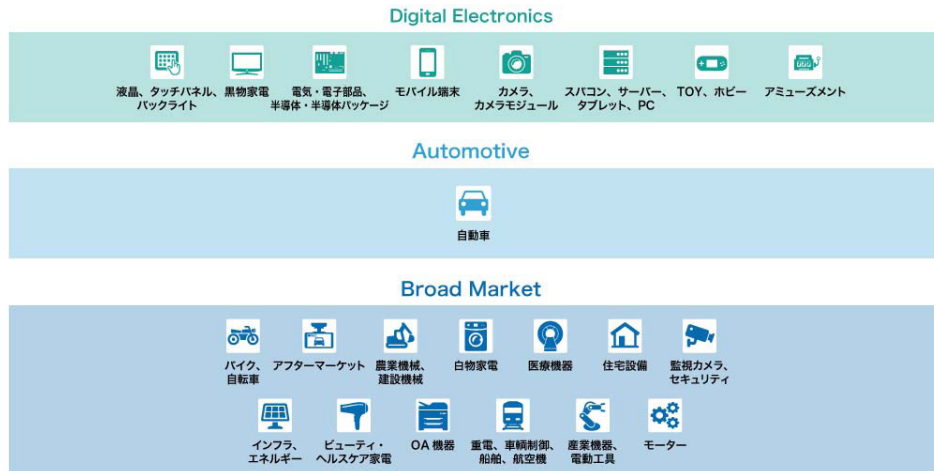 Digital Electronics
液晶、タッチパネル、
バックライト
黒物家電
電気・電子部品、
半導体・半導体パッケージ
モバイル端末
カメラ、
カメラモジュール
スパコン、サーバー、
タブレット、PC
TOY、ホビー
アミューズメント
Automotive
自動車
Broad Market
バイク、
自転車
アフターマーケット
農業機械、
建設機械
白物家電
医療機器
住宅設備
監視カメラ、
セキュリティ
インフラ、
エネルギー
ビューティ・
ヘルスケア家電
OA 機器
重電、車輌制御、
船舶、航空機
産業機器、
電動工具
モーター